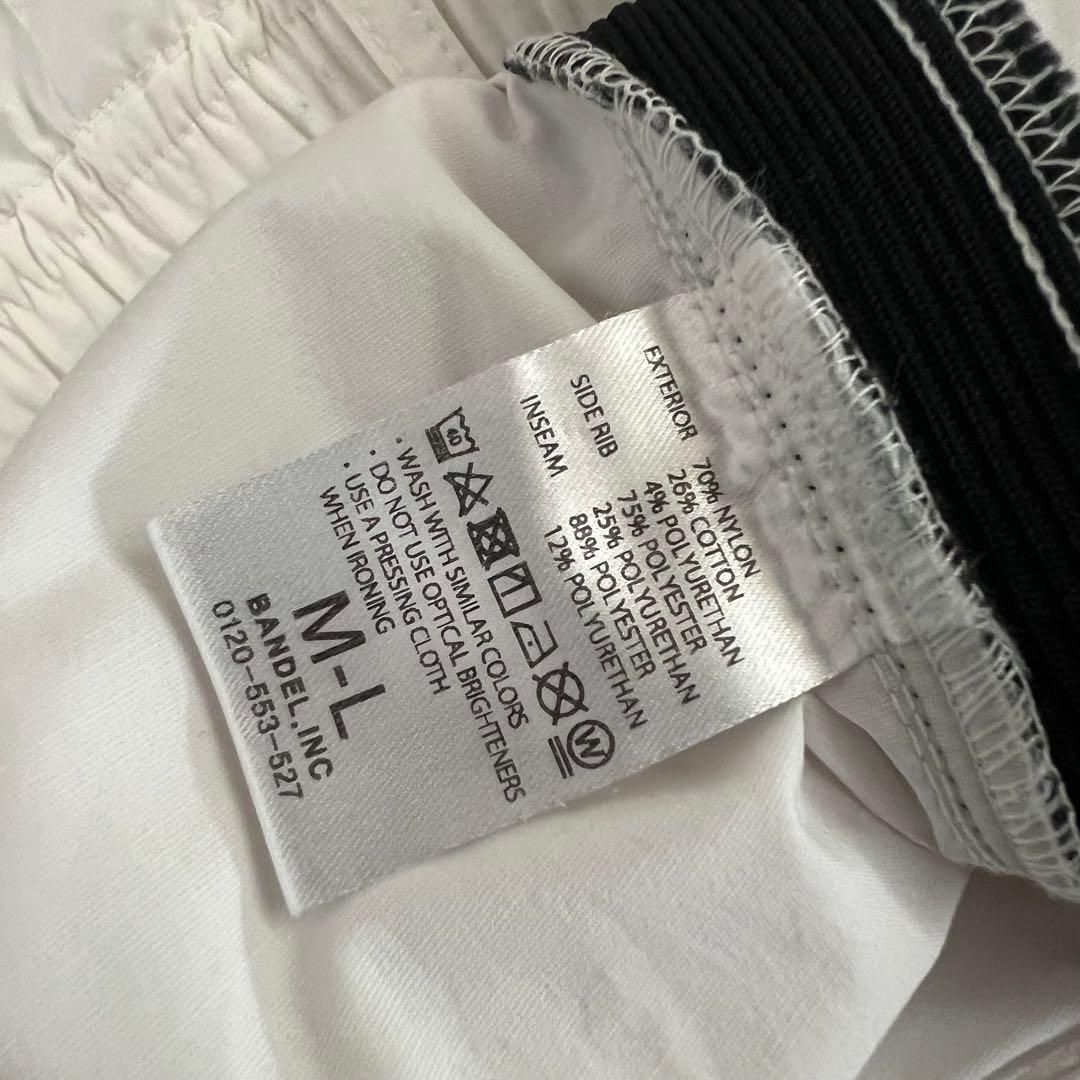 EXTERIOR 70% NYLON
26% COTTON
4% POLYURETHAN
SIDE RIB 75% POLYESTER
25% POLYURETHAN
INSEAM 88% POLYESTER
12% POLYURETHAN
40
W
・WASH WITH SIMILAR COLORS
・DO NOT USE OPTICAL BRIGHTENERS
・USE A PRESSING CLOTH
WHEN IRONING
M-L
BANDEL.INC
0120-553-527